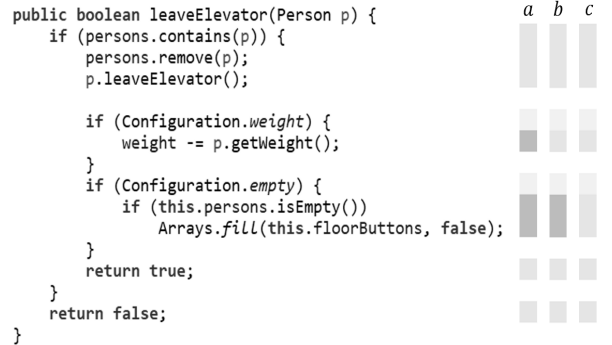 public boolean leaveElevator(Person p) { a b c
    if (persons.contains(p)) {
        persons.remove(p);
        p.leaveElevator();
        if (Configuration.weight) {
            weight -= p.getWeight();
        }
        if (Configuration.empty) {
            if (this.persons.isEmpty())
                Arrays.fill(this.floorButtons, false);
        }
        return true;
    }
    return false;
}